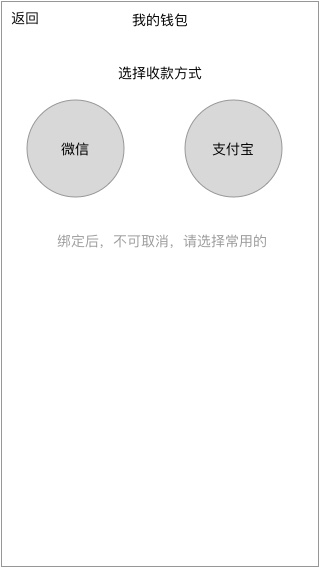 返回
我的钱包
选择收款方式
微信
支付宝
绑定后，不可取消，请选择常用的